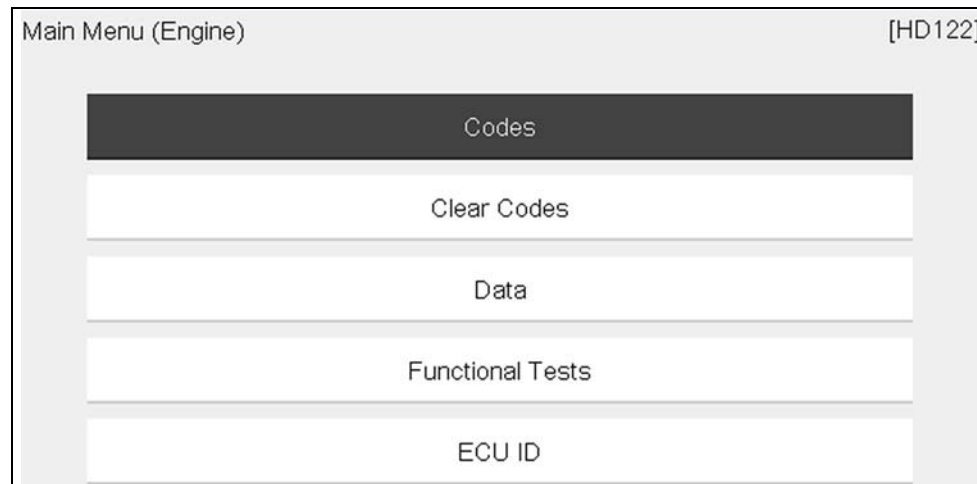 Main Menu (Engine) [HD122]
Codes
Clear Codes
Data
Functional Tests
ECU ID